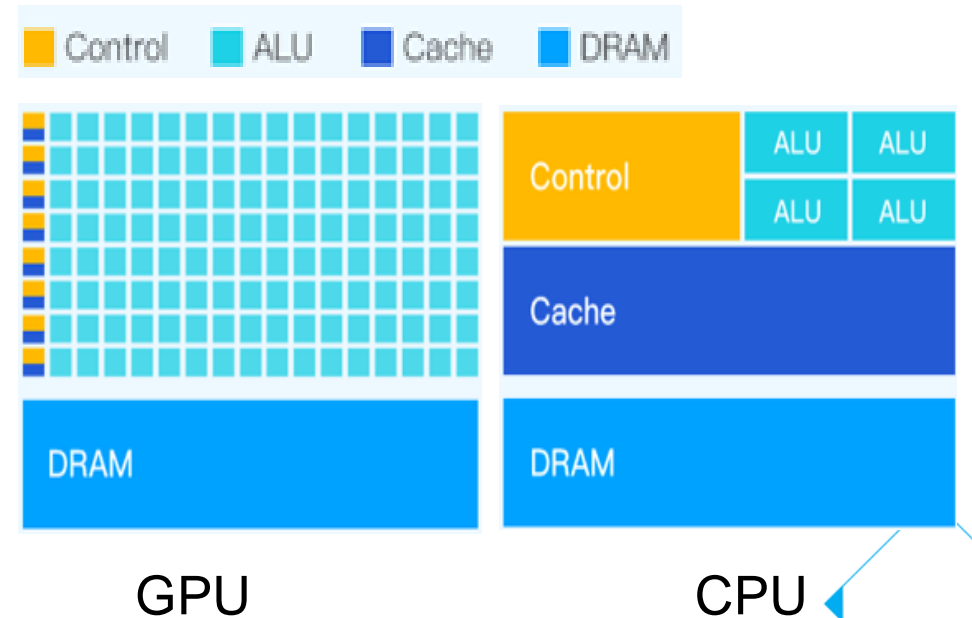 Control ALU Cache DRAM
Control
ALU ALU
ALU ALU
Cache
DRAM
DRAM
GPU
CPU